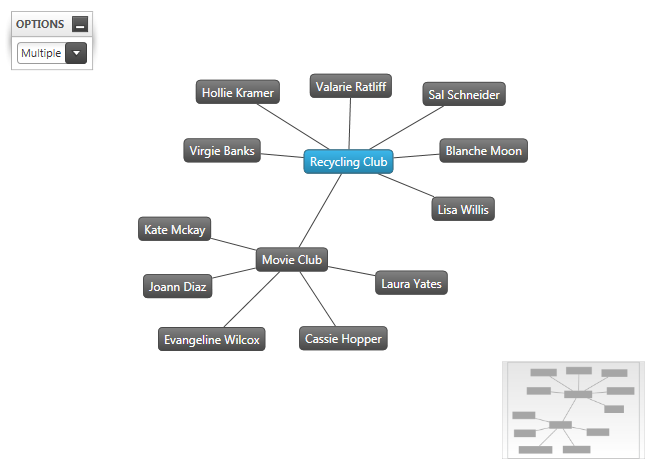 OPTIONS
Multiple
Hollie Kramer
Valarie Ratliff
Sal Schneider
Virgie Banks
Recycling Club
Blanche Moon
Lisa Willis
Kate Mckay
Movie Club
Joann Diaz
Laura Yates
Evangeline Wilcox
Cassie Hopper